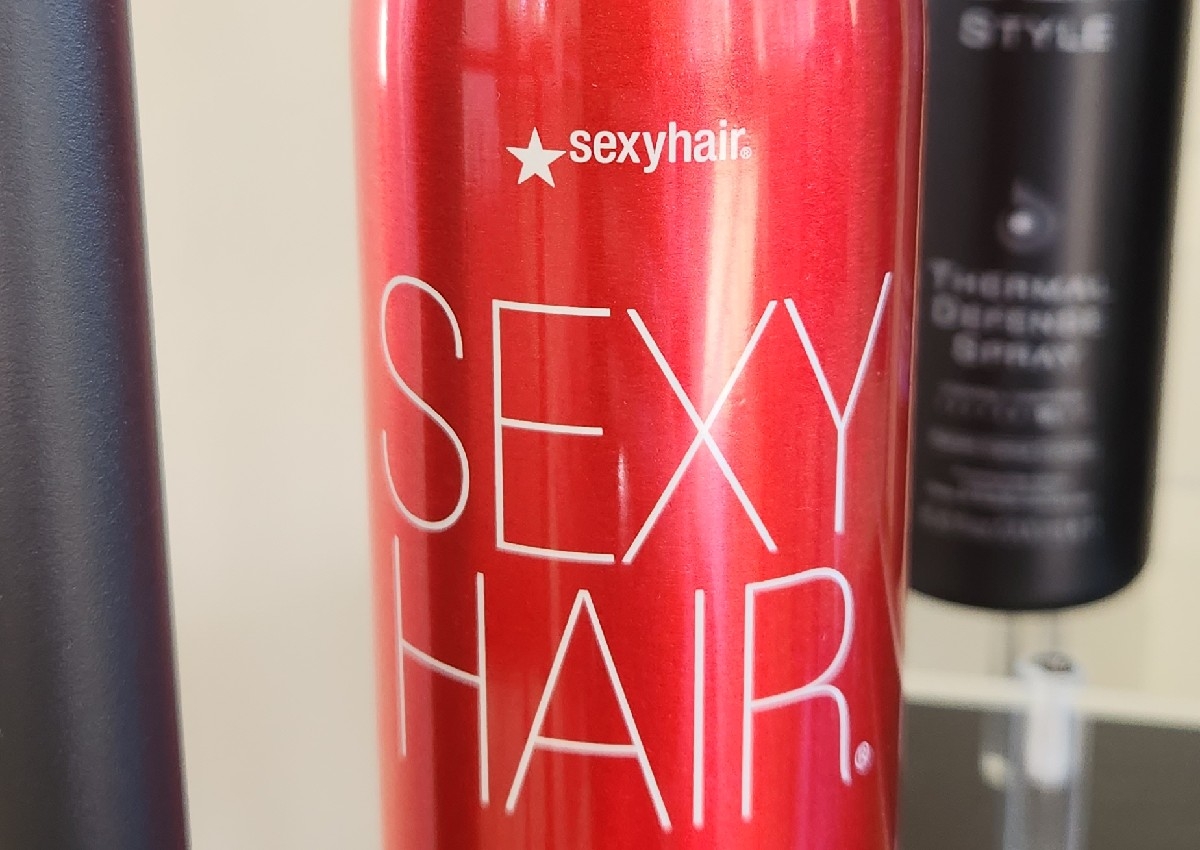 sexyhair®
SEXY
HAIR®
STYLE
THERMAL
DEFENSE
SPRAY